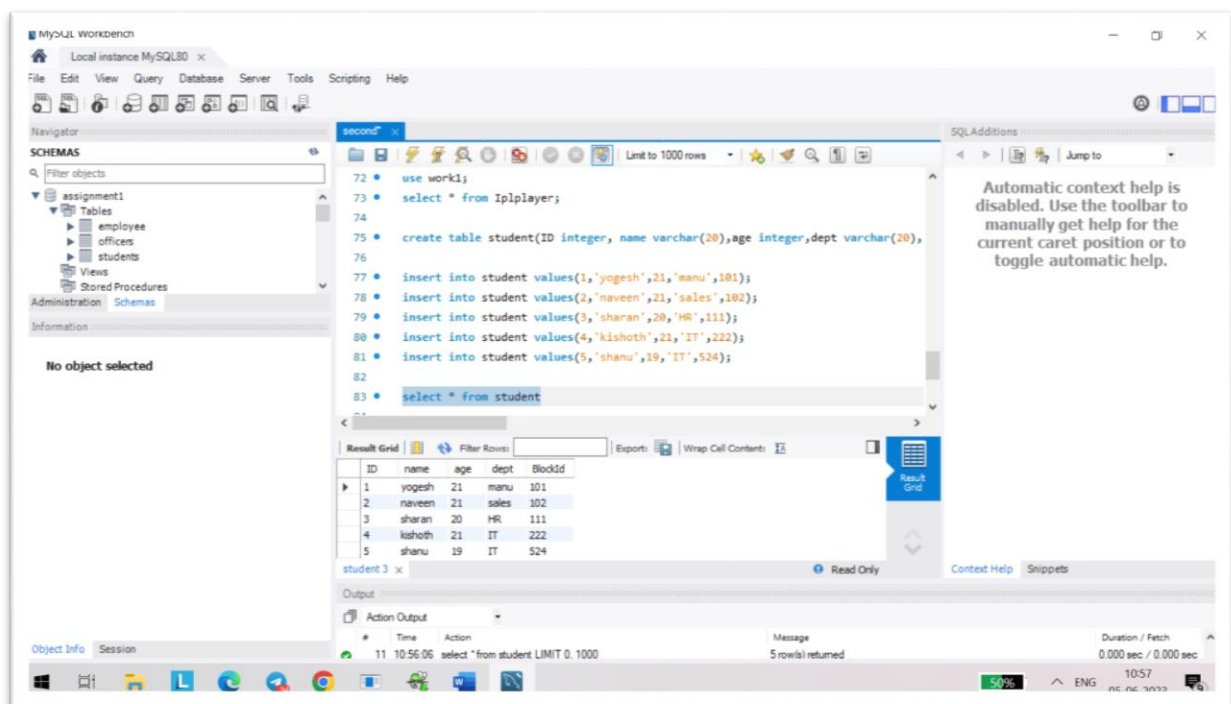 MySQL Workbench
Local instance MySQL80 ×
File Edit View Query Database Server Tools Scripting Help
Navigator
SCHEMAS
Filter objects
assignment1
Tables
employee
officers
students
Views
Stored Procedures
Administration Schemas
Information
No object selected
Object Info Session
second* ×
Limit to 1000 rows
72 use work1;
73 select * from Iplplayer;
74
75 create table student(ID integer, name varchar(20),age integer,dept varchar(20),
76
77 insert into student values(1,'yogesh',21,'manu',101);
78 insert into student values(2,'naveen',21,'sales',102);
79 insert into student values(3,'sharan',20,'HR',111);
80 insert into student values(4,'kishoth',21,'IT',222);
81 insert into student values(5,'shanu',19,'IT',524);
82
83 select * from student
Result Grid Filter Rows: Export: Wrap Cell Content: IA
ID name age dept BlockId
1 yogesh 21 manu 101
2 naveen 21 sales 102
3 sharan 20 HR 111
4 kishoth 21 IT 222
5 shanu 19 IT 524
Result Grid
student 3 ×
Read Only
Output
Action Output
# Time Action Message Duration / Fetch
11 10:56:06 select * from student LIMIT 0, 1000 5 row(s) returned 0.000 sec / 0.000 sec
SQLAdditions
Jump to
Automatic context help is
disabled. Use the toolbar to
manually get help for the
current caret position or to
toggle automatic help.
Context Help Snippets
50% ENG 10:57
05-06-2023